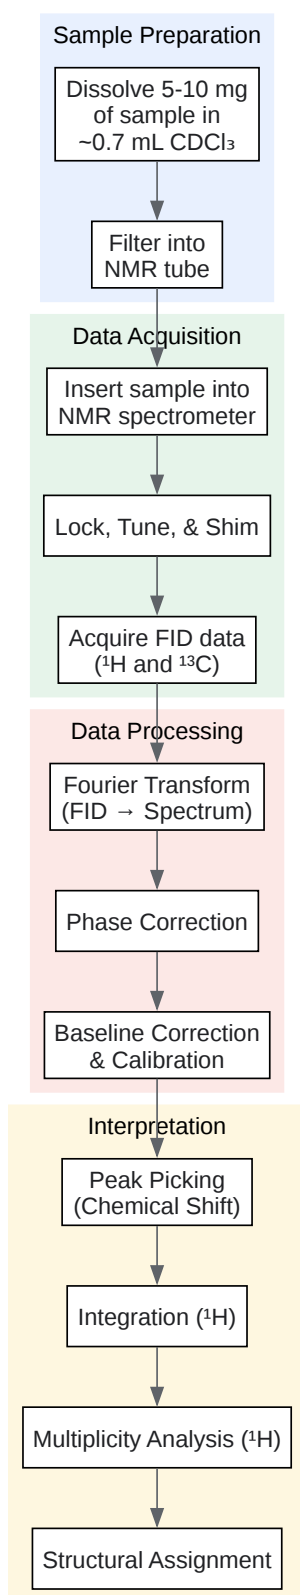 Sample Preparation
Dissolve 5-10 mg
of sample in
~0.7 mL CDCl₃
Filter into
NMR tube
Data Acquisition
Insert sample into
NMR spectrometer
Lock, Tune, & Shim
Acquire FID data
(¹H and ¹³C)
Data Processing
Fourier Transform
(FID → Spectrum)
Phase Correction
Baseline Correction
& Calibration
Interpretation
Peak Picking
(Chemical Shift)
Integration (¹H)
Multiplicity Analysis (¹H)
Structural Assignment